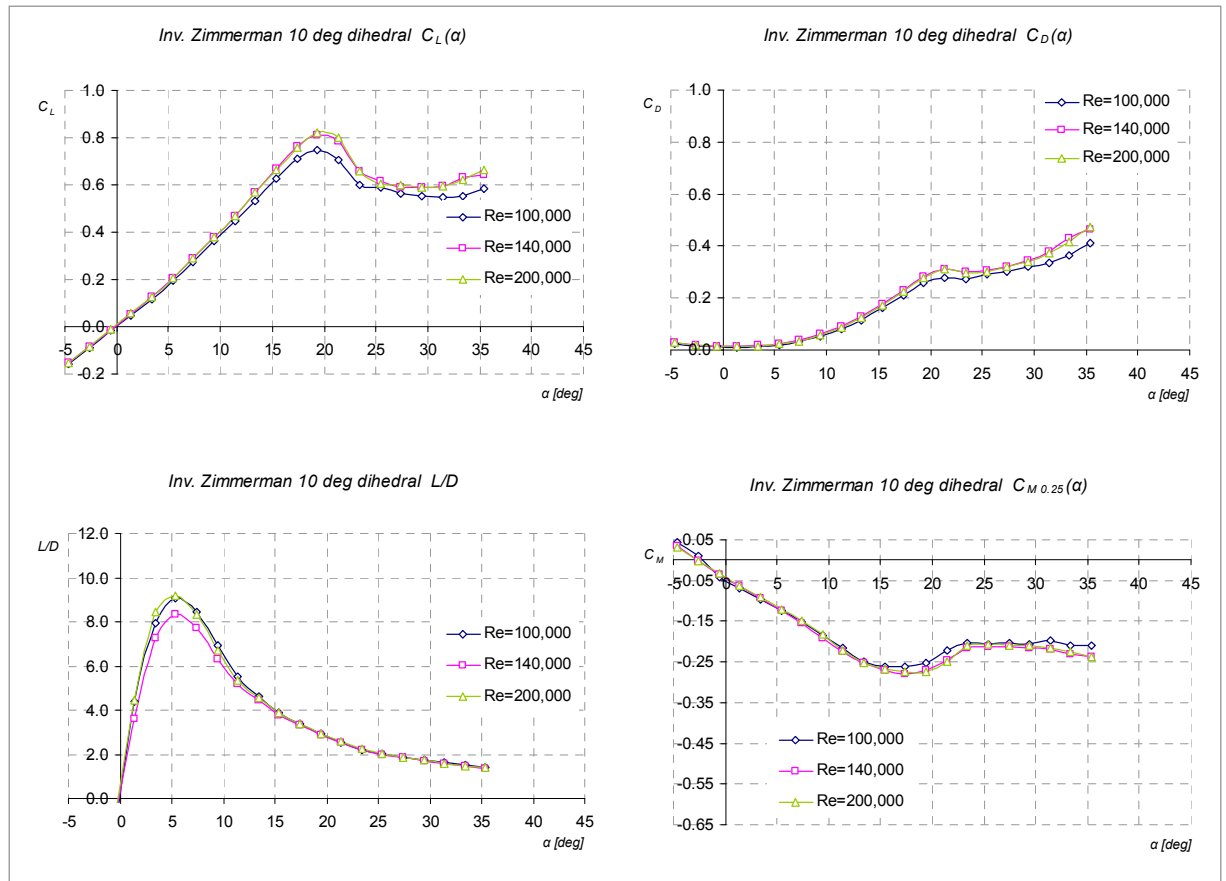 Inv. Zimmerman 10 deg dihedral C L (α)
C L
1.0
0.8
0.6
0.4
0.2
0.0
-0.2
-5 0 5 10 15 20 25 30 35 40 45
α [deg]
Re=100,000
Re=140,000
Re=200,000
Inv. Zimmerman 10 deg dihedral C D (α)
C D
1.0
0.8
0.6
0.4
0.2
0.0
-5 0 5 10 15 20 25 30 35 40 45
α [deg]
Re=100,000
Re=140,000
Re=200,000
Inv. Zimmerman 10 deg dihedral L/D
L/D
12.0
10.0
8.0
6.0
4.0
2.0
0.0
-5 0 5 10 15 20 25 30 35 40 45
α [deg]
Re=100,000
Re=140,000
Re=200,000
Inv. Zimmerman 10 deg dihedral C M 0.25 (α)
C M
0.05
-0.05
-0.15
-0.25
-0.35
-0.45
-0.55
-0.65
-5 0 5 10 15 20 25 30 35 40 45
α [deg]
Re=100,000
Re=140,000
Re=200,000